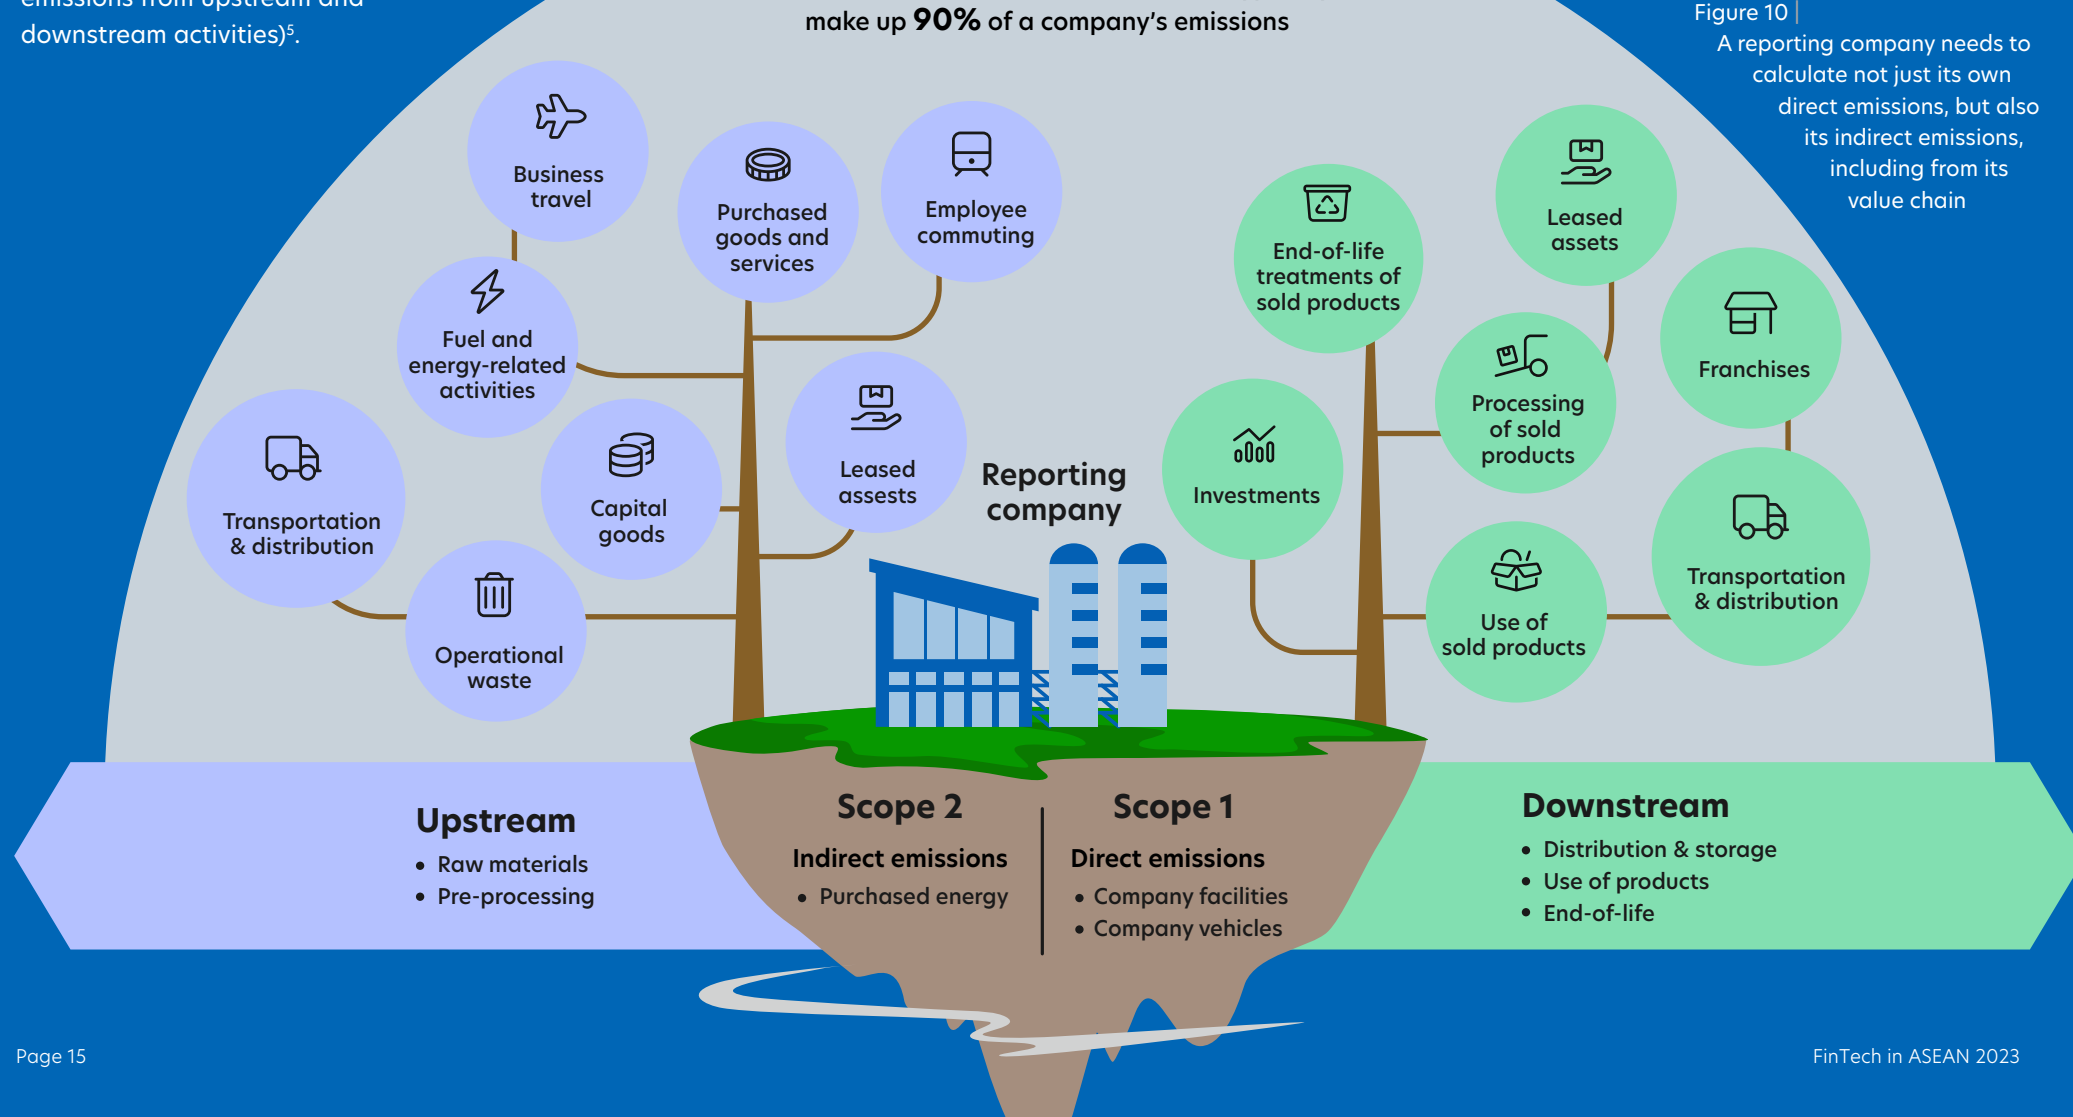 emissions from upstream and
downstream activities)⁵.
make up 90% of a company's emissions
Figure 10 |
A reporting company needs to
calculate not just its own
direct emissions, but also
its indirect emissions,
including from its
value chain
Business
travel
Purchased
goods and
services
Employee
commuting
Fuel and
energy-related
activities
Transportation
& distribution
Capital
goods
Leased
assests
Operational
waste
Reporting
company
End-of-life
treatments of
sold products
Leased
assets
Franchises
Processing
of sold
products
Investments
Transportation
& distribution
Use of
sold products
Upstream
• Raw materials
• Pre-processing
Scope 2
Indirect emissions
• Purchased energy
Scope 1
Direct emissions
• Company facilities
• Company vehicles
Downstream
• Distribution & storage
• Use of products
• End-of-life
Page 15
FinTech in ASEAN 2023